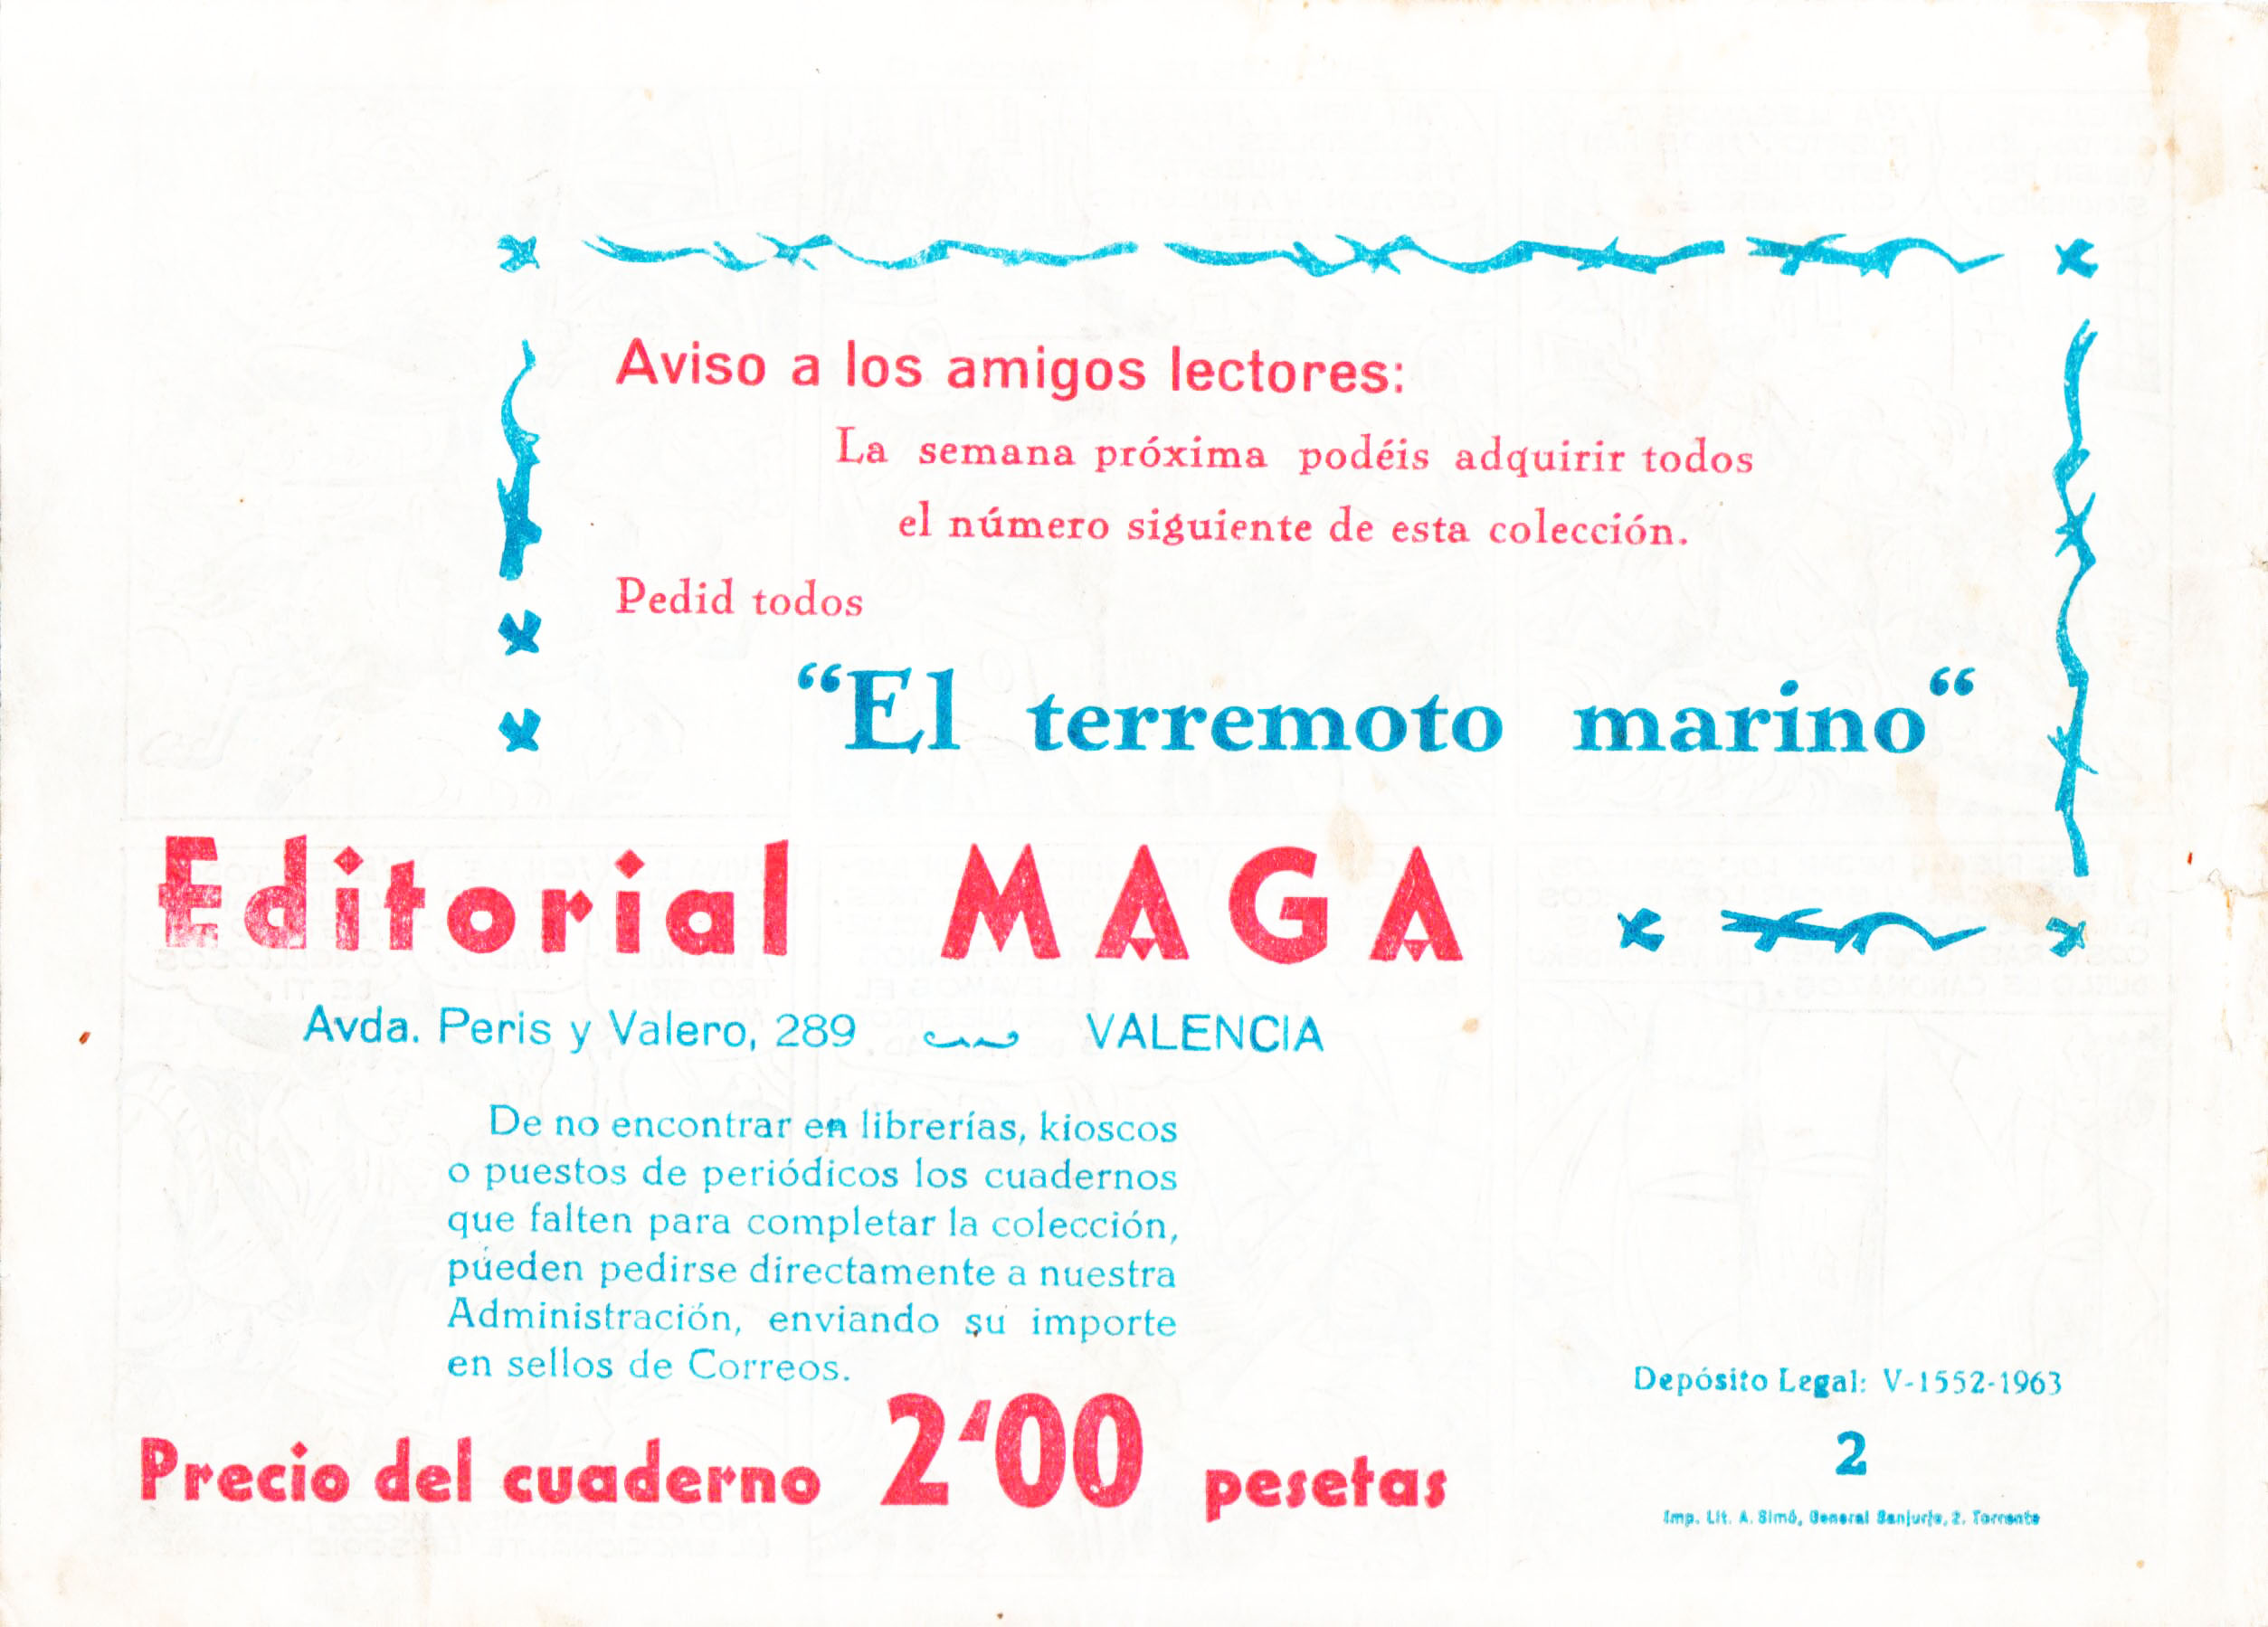 Aviso a los amigos lectores:
La semana próxima podéis adquirir todos
el número siguiente de esta colección.
Pedid todos
“El terremoto marino“
Editorial MAGA
Avda. Peris y Valero, 289 VALENCIA
De no encontrar en librerías, kioscos
o puestos de periódicos los cuadernos
que falten para completar la colección,
pueden pedirse directamente a nuestra
Administración, enviando su importe
en sellos de Correos.
Precio del cuaderno 2‘00 pesetas
Depósito Legal: V-1552-1963
2
Imp. Lit. A. Simó, General Sanjurjo, 2. Torrente